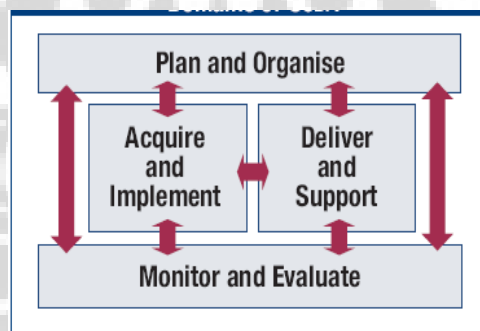 Plan and Organise
Acquire
and
Implement
Deliver
and
Support
Monitor and Evaluate